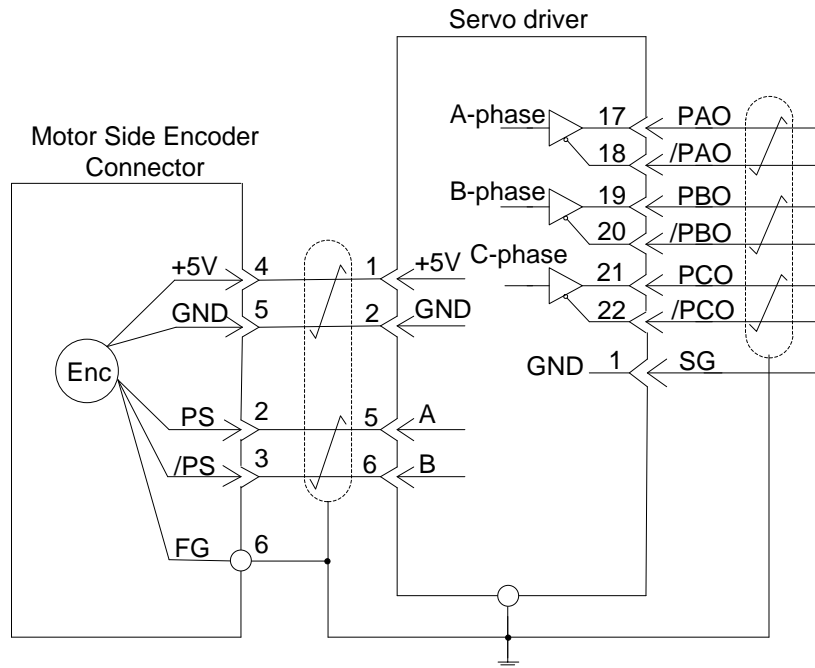 Servo driver
A-phase 17 PAO
18 /PAO
Motor Side Encoder
Connector
B-phase 19 PBO
20 /PBO
C-phase 21 PCO
22 /PCO
+5V 4 1 +5V
GND 5 2 GND
GND 1 SG
Enc
PS 2 5 A
/PS 3 6 B
FG 6